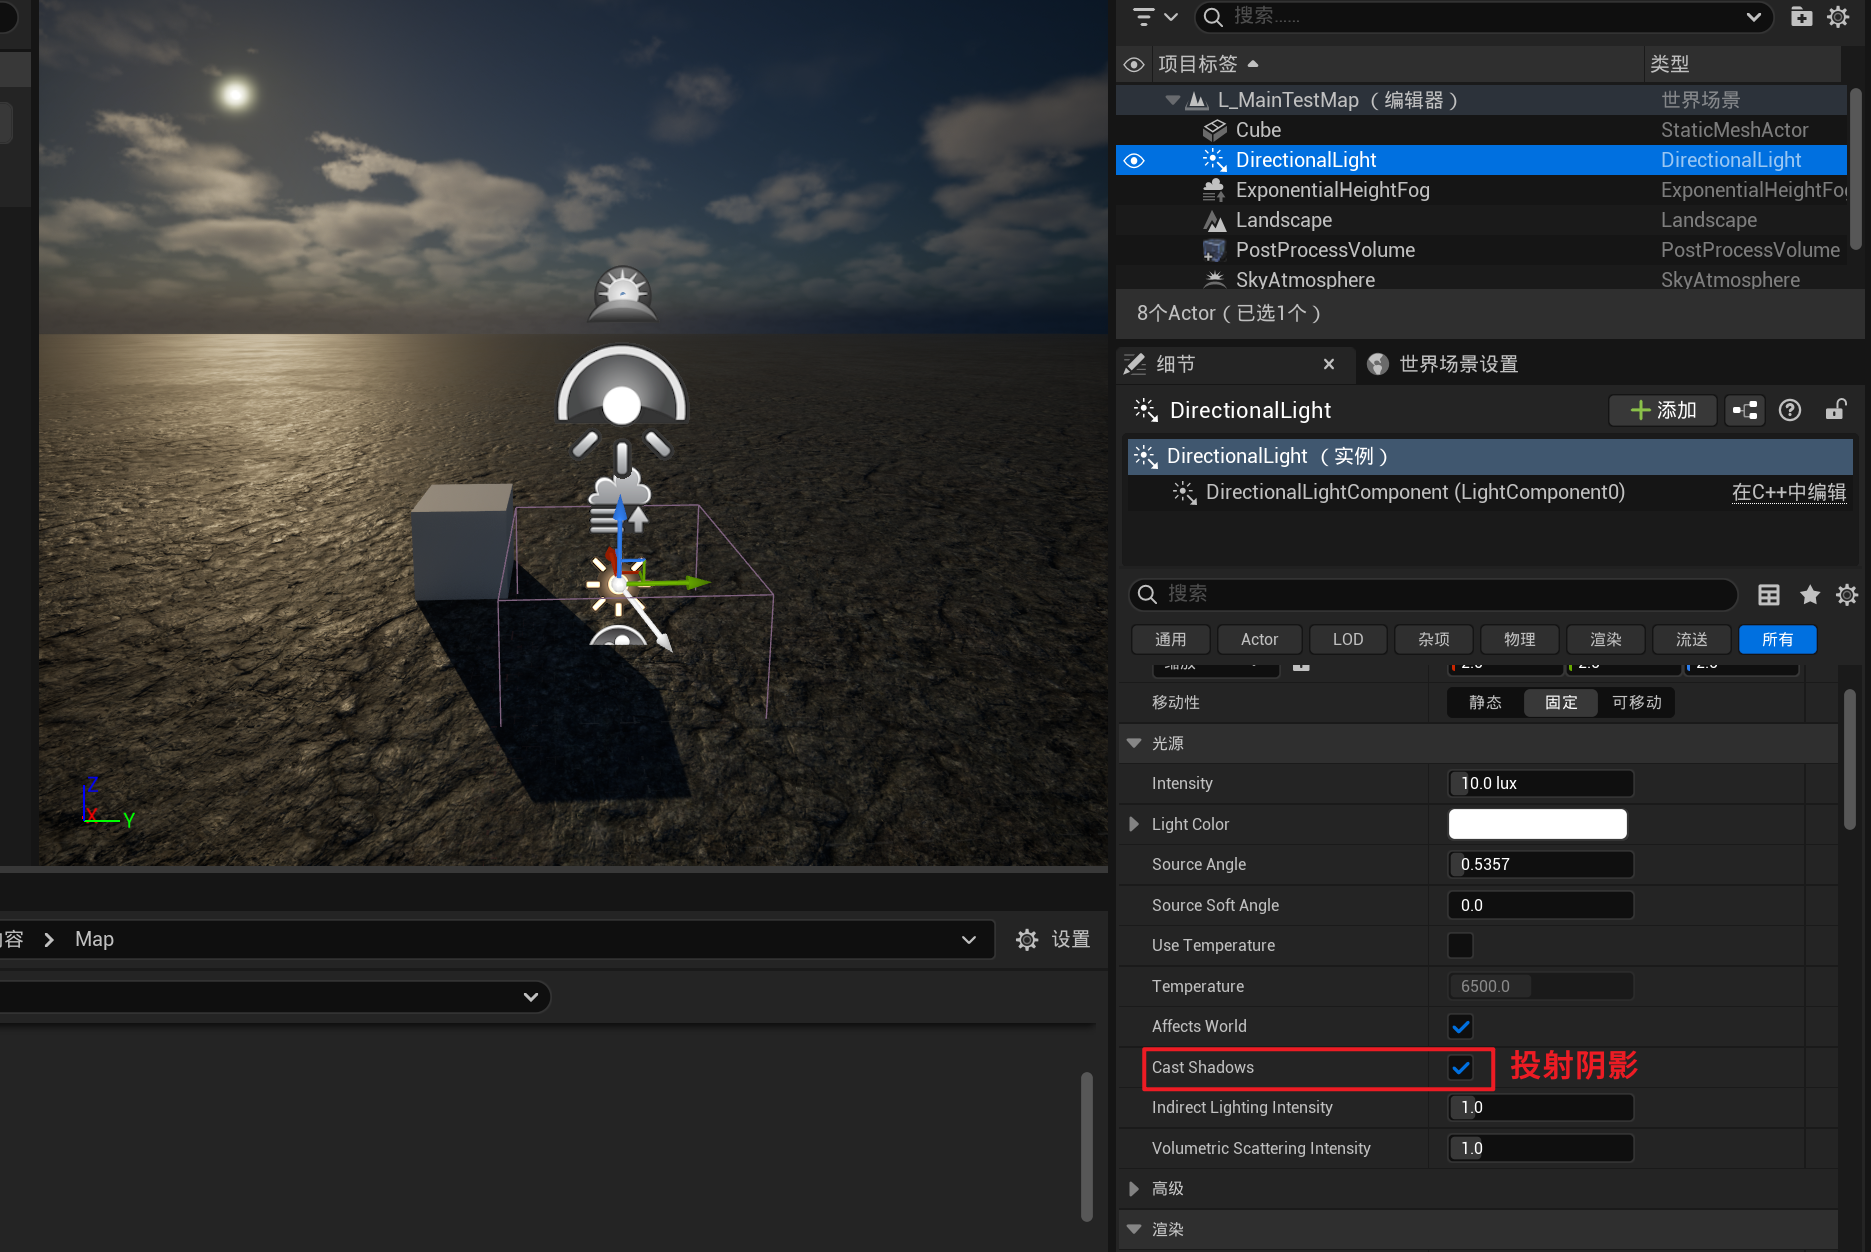 搜索......
项目标签
类型
L_MainTestMap （编辑器）
世界场景
Cube
StaticMeshActor
DirectionalLight
DirectionalLight
ExponentialHeightFog
ExponentialHeightFo
Landscape
Landscape
PostProcessVolume
PostProcessVolume
SkyAtmosphere
SkyAtmosphere
8个Actor（已选1个）
细节
世界场景设置
DirectionalLight
添加
DirectionalLight （实例）
DirectionalLightComponent (LightComponent0)
在C++中编辑
搜索
通用
Actor
LOD
杂项
物理
渲染
流送
所有
移动性
静态
固定
可移动
光源
Intensity
10.0 lux
Light Color
Source Angle
0.5357
Source Soft Angle
0.0
Use Temperature
Temperature
6500.0
Affects World
Cast Shadows
投射阴影
Indirect Lighting Intensity
1.0
Volumetric Scattering Intensity
1.0
高级
渲染
Z
X
Y
容
Map
设置